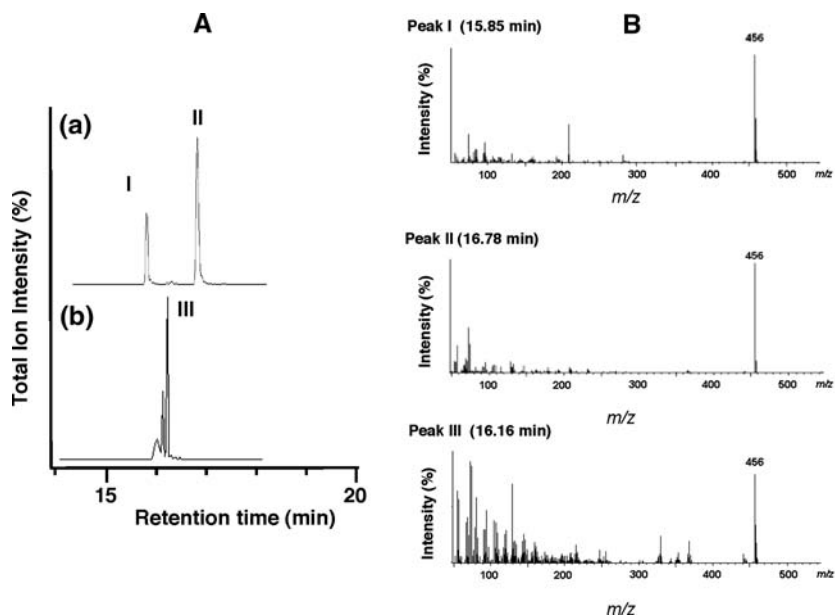 A
(a)
I
II
(b)
III
Total Ion Intensity (%)
15
20
Retention time (min)
B
Peak I (15.85 min)
456
Intensity (%)
100 200 300 400 500 m/z
m/z
Peak II (16.78 min)
456
Intensity (%)
100 200 300 400 500 m/z
m/z
Peak III (16.16 min)
456
Intensity (%)
100 200 300 400 500 m/z
m/z